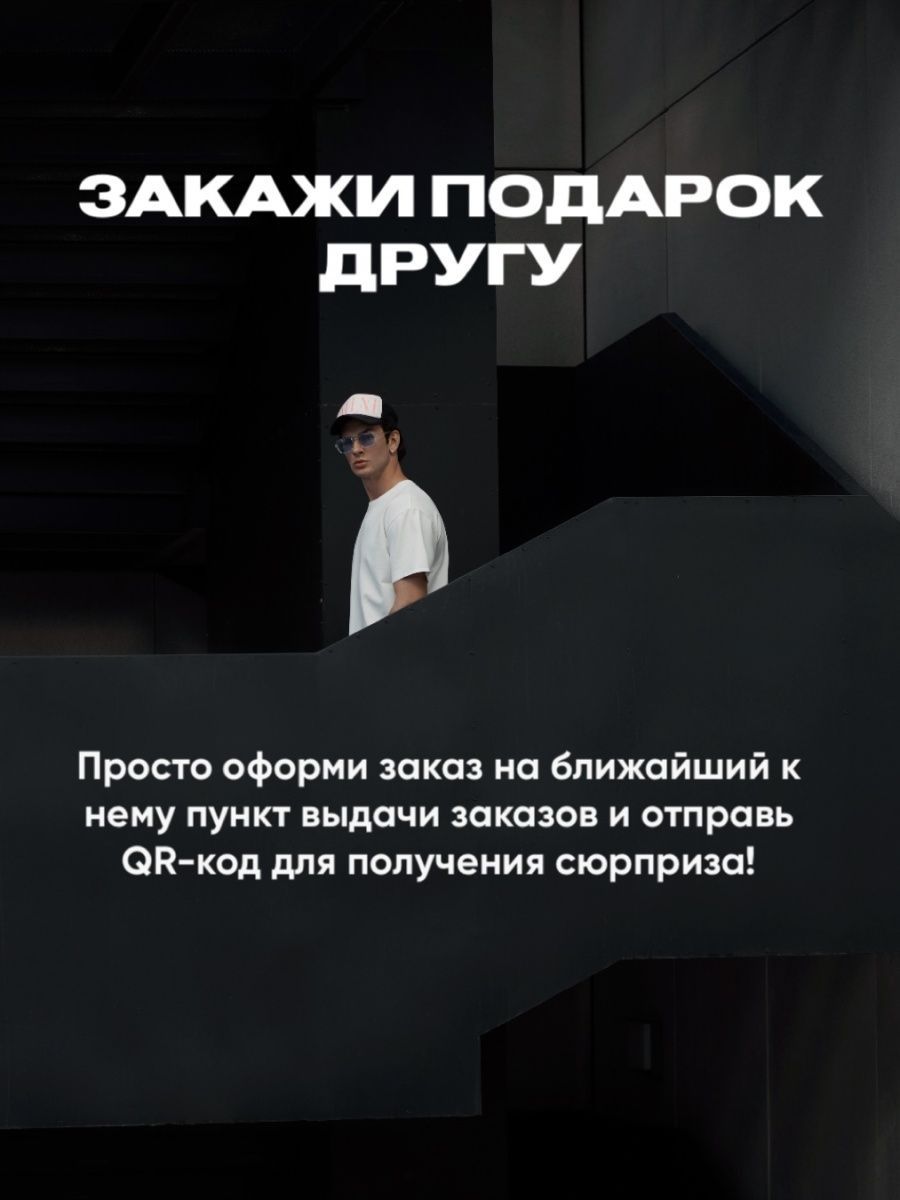 ЗАКАЖИ ПОДАРОК
ДРУГУ
Просто оформи заказ на ближайший к
нему пункт выдачи заказов и отправь
QR-код для получения сюрприза!